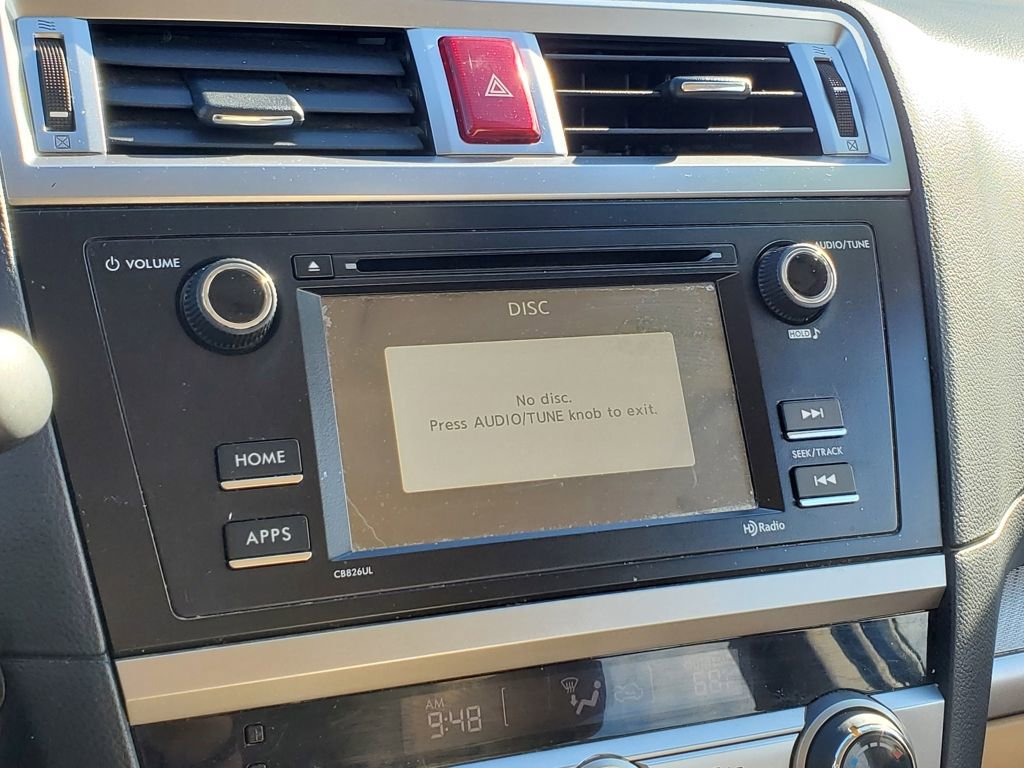 VOLUME
AUDIO/TUNE
DISC
HOLD
No disc.
Press AUDIO/TUNE knob to exit.
HOME
SEEK/TRACK
APPS
HD Radio
CB826UL
AM
9:48